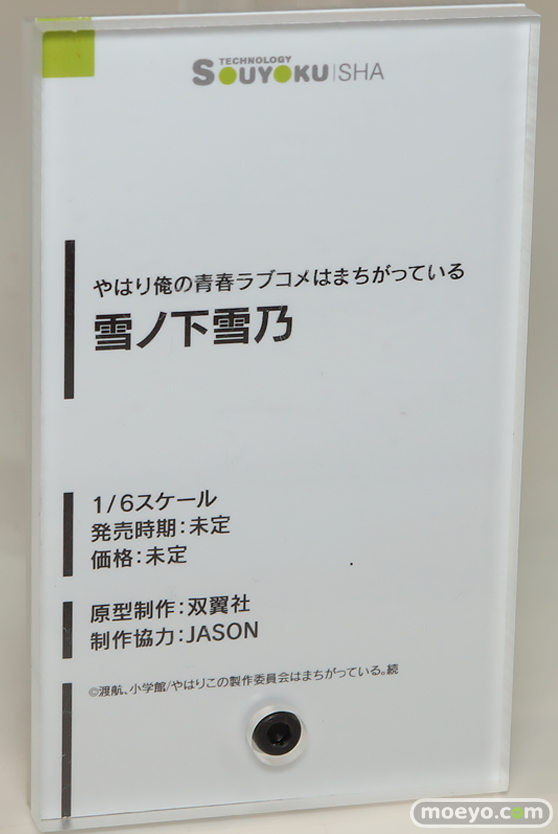 TECHNOLOGY
SOUYOKU|SHA
やはり俺の青春ラブコメはまちがっている
雪ノ下雪乃
1/6スケール
発売時期：未定
価格：未定
原型制作：双翼社
制作協力：JASON
©渡航、小学館/やはりこの製作委員会はまちがっている。続
moeyo.com